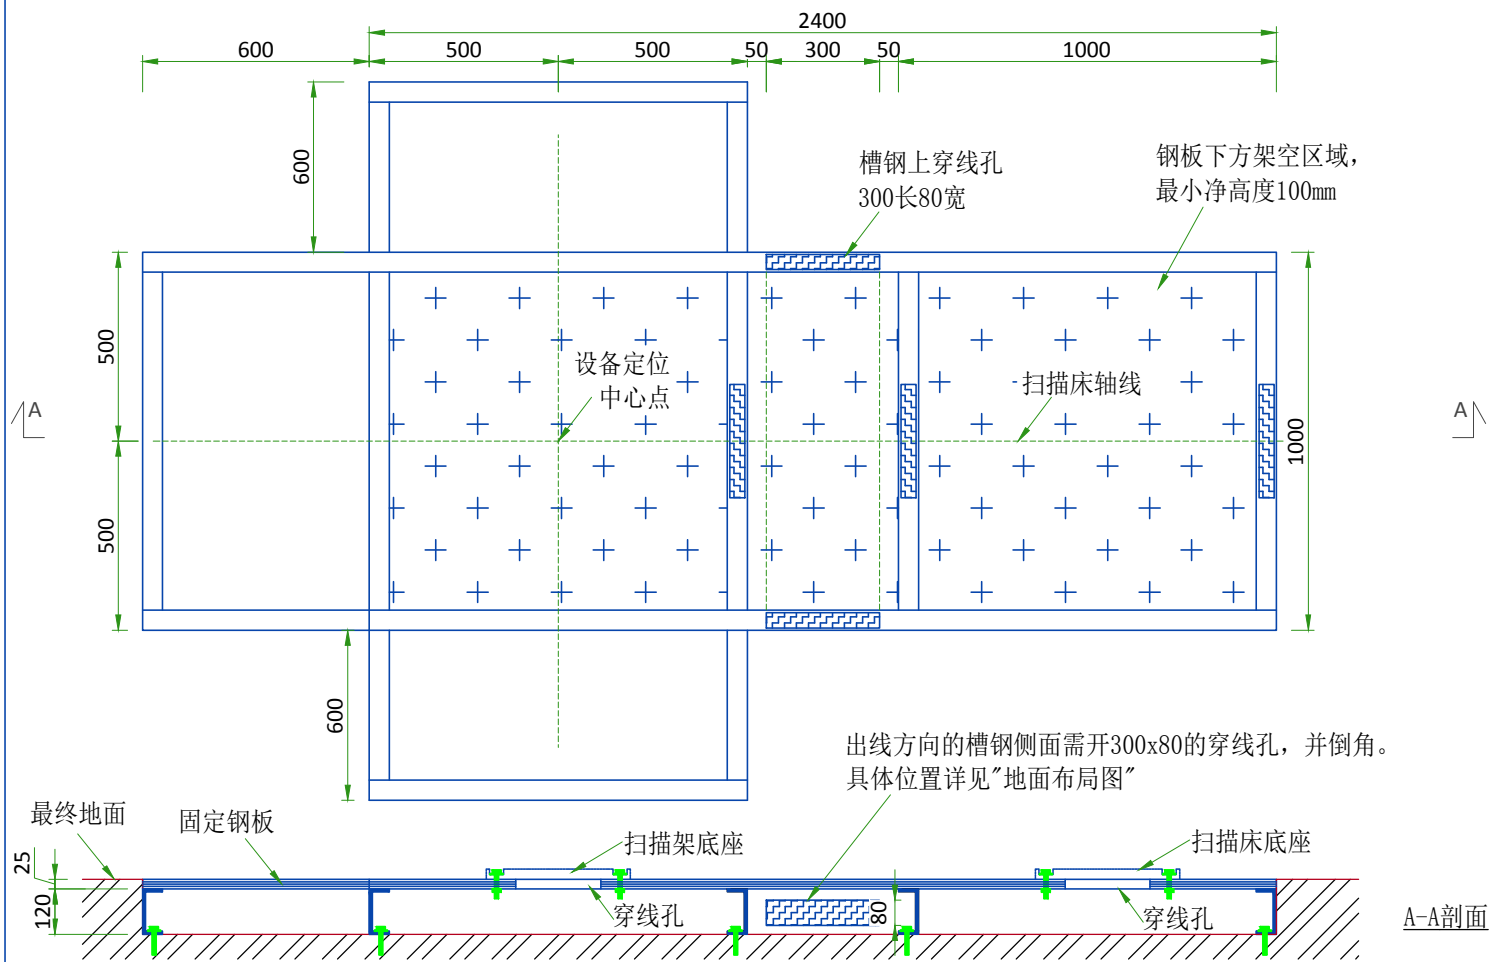 2400
600
500
500
50
300
50
1000
600
槽钢上穿线孔
300长80宽
钢板下方架空区域，
最小净高度100mm
500
设备定位
中心点
扫描床轴线
A
A
1000
500
600
出线方向的槽钢侧面需开300x80的穿线孔，并倒角。
具体位置详见"地面布局图"
最终地面
固定钢板
扫描架底座
扫描床底座
25
120
穿线孔
80
穿线孔
A-A剖面